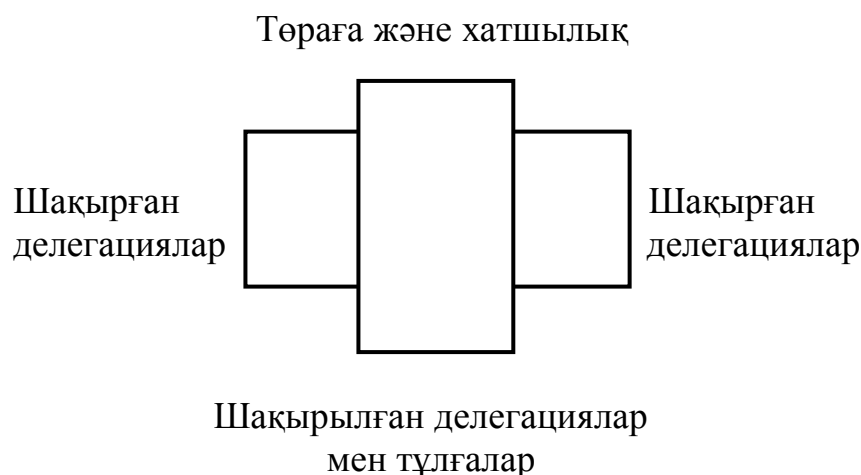 Төраға және хатшылық
Шақырған
делегациялар
Шақырған
делегациялар
Шақырылған делегациялар
мен тұлғалар